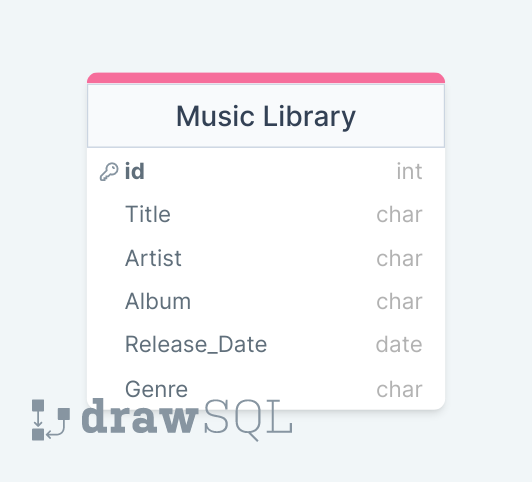 Music Library
id int
Title char
Artist char
Album char
Release_Date date
Genre char
drawSQL